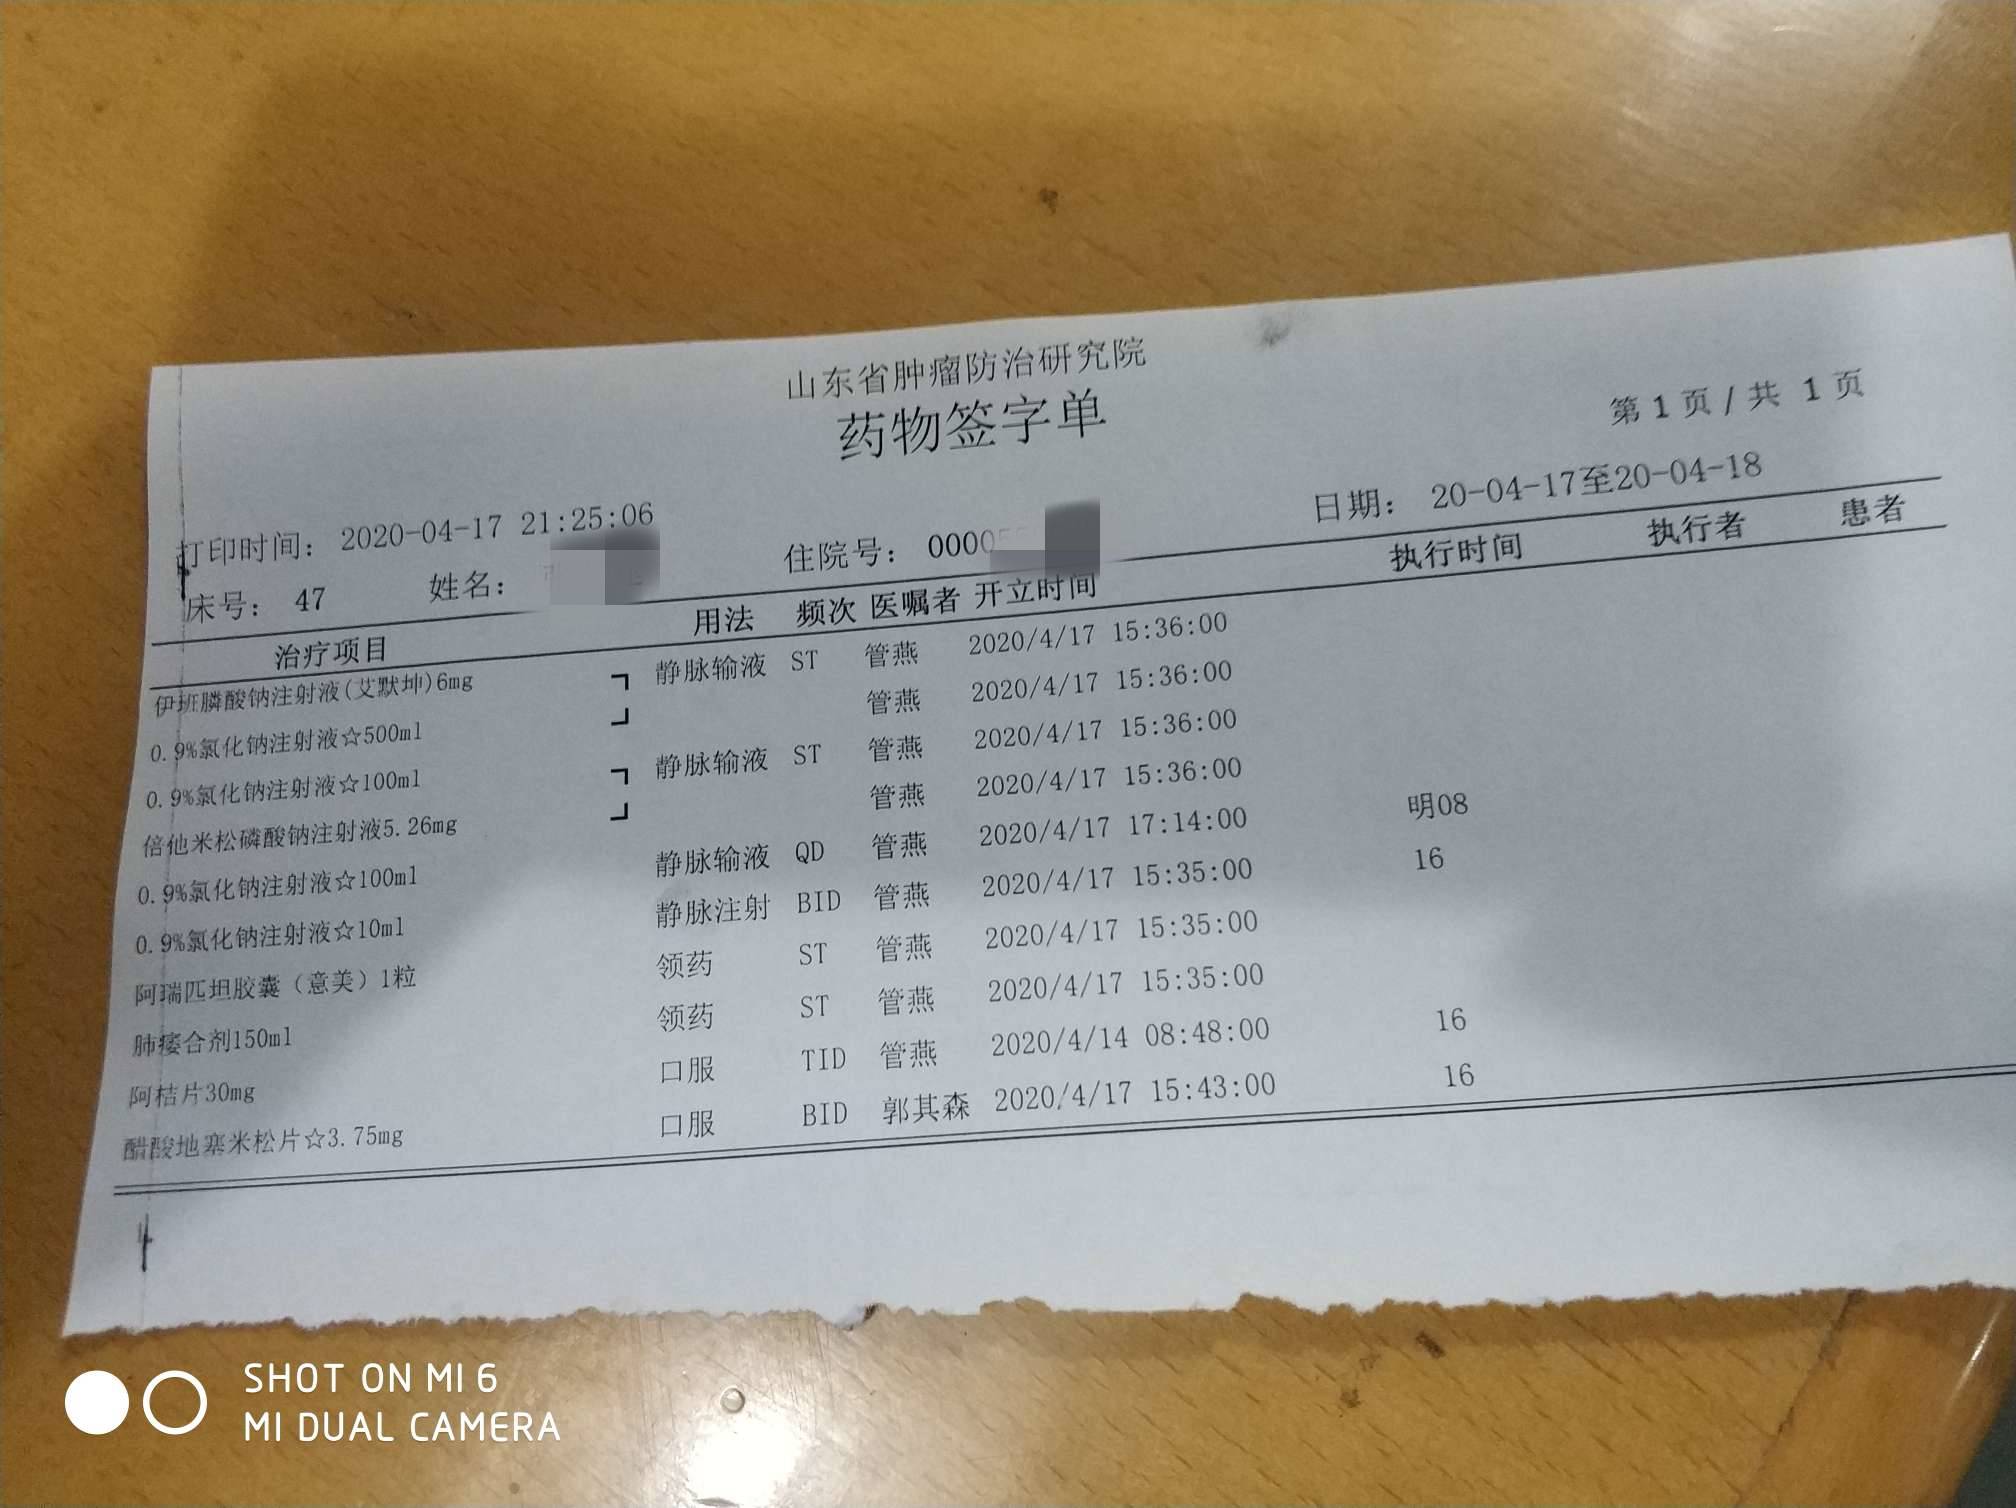 山东省肿瘤防治研究院
药物签字单
第 1 页 / 共 1 页
打印时间： 2020-04-17 21:25:06
日期： 20-04-17至20-04-18
床号： 47 姓名： 住院号： 0000
治疗项目 用法 频次 医嘱者 开立时间 执行时间 执行者 患者
伊班膦酸钠注射液(艾默坤)6mg 静脉输液 ST 管燕 2020/4/17 15:36:00
0.9%氯化钠注射液☆500ml 管燕 2020/4/17 15:36:00
0.9%氯化钠注射液☆100ml 静脉输液 ST 管燕 2020/4/17 15:36:00
倍他米松磷酸钠注射液5.26mg 管燕 2020/4/17 15:36:00
0.9%氯化钠注射液☆100ml 静脉输液 QD 管燕 2020/4/17 17:14:00 明08
0.9%氯化钠注射液☆10ml 静脉注射 BID 管燕 2020/4/17 15:35:00 16
阿瑞匹坦胶囊（意美）1粒 领药 ST 管燕 2020/4/17 15:35:00
肺痿合剂150ml 领药 ST 管燕 2020/4/17 15:35:00
阿桔片30mg 口服 TID 管燕 2020/4/14 08:48:00 16
醋酸地塞米松片☆3.75mg 口服 BID 郭其森 2020/4/17 15:43:00 16
SHOT ON MI 6
MI DUAL CAMERA